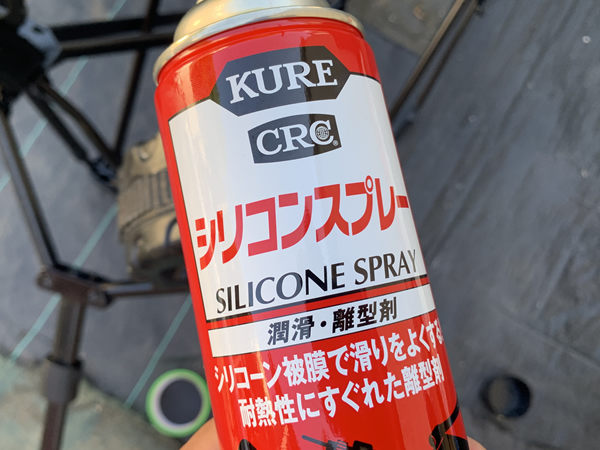 KURE
CRC®
シリコンスプレー
SILICONE SPRAY
潤滑・離型剤
シリコーン被膜で滑りをよくする
耐熱性にすぐれた離型剤